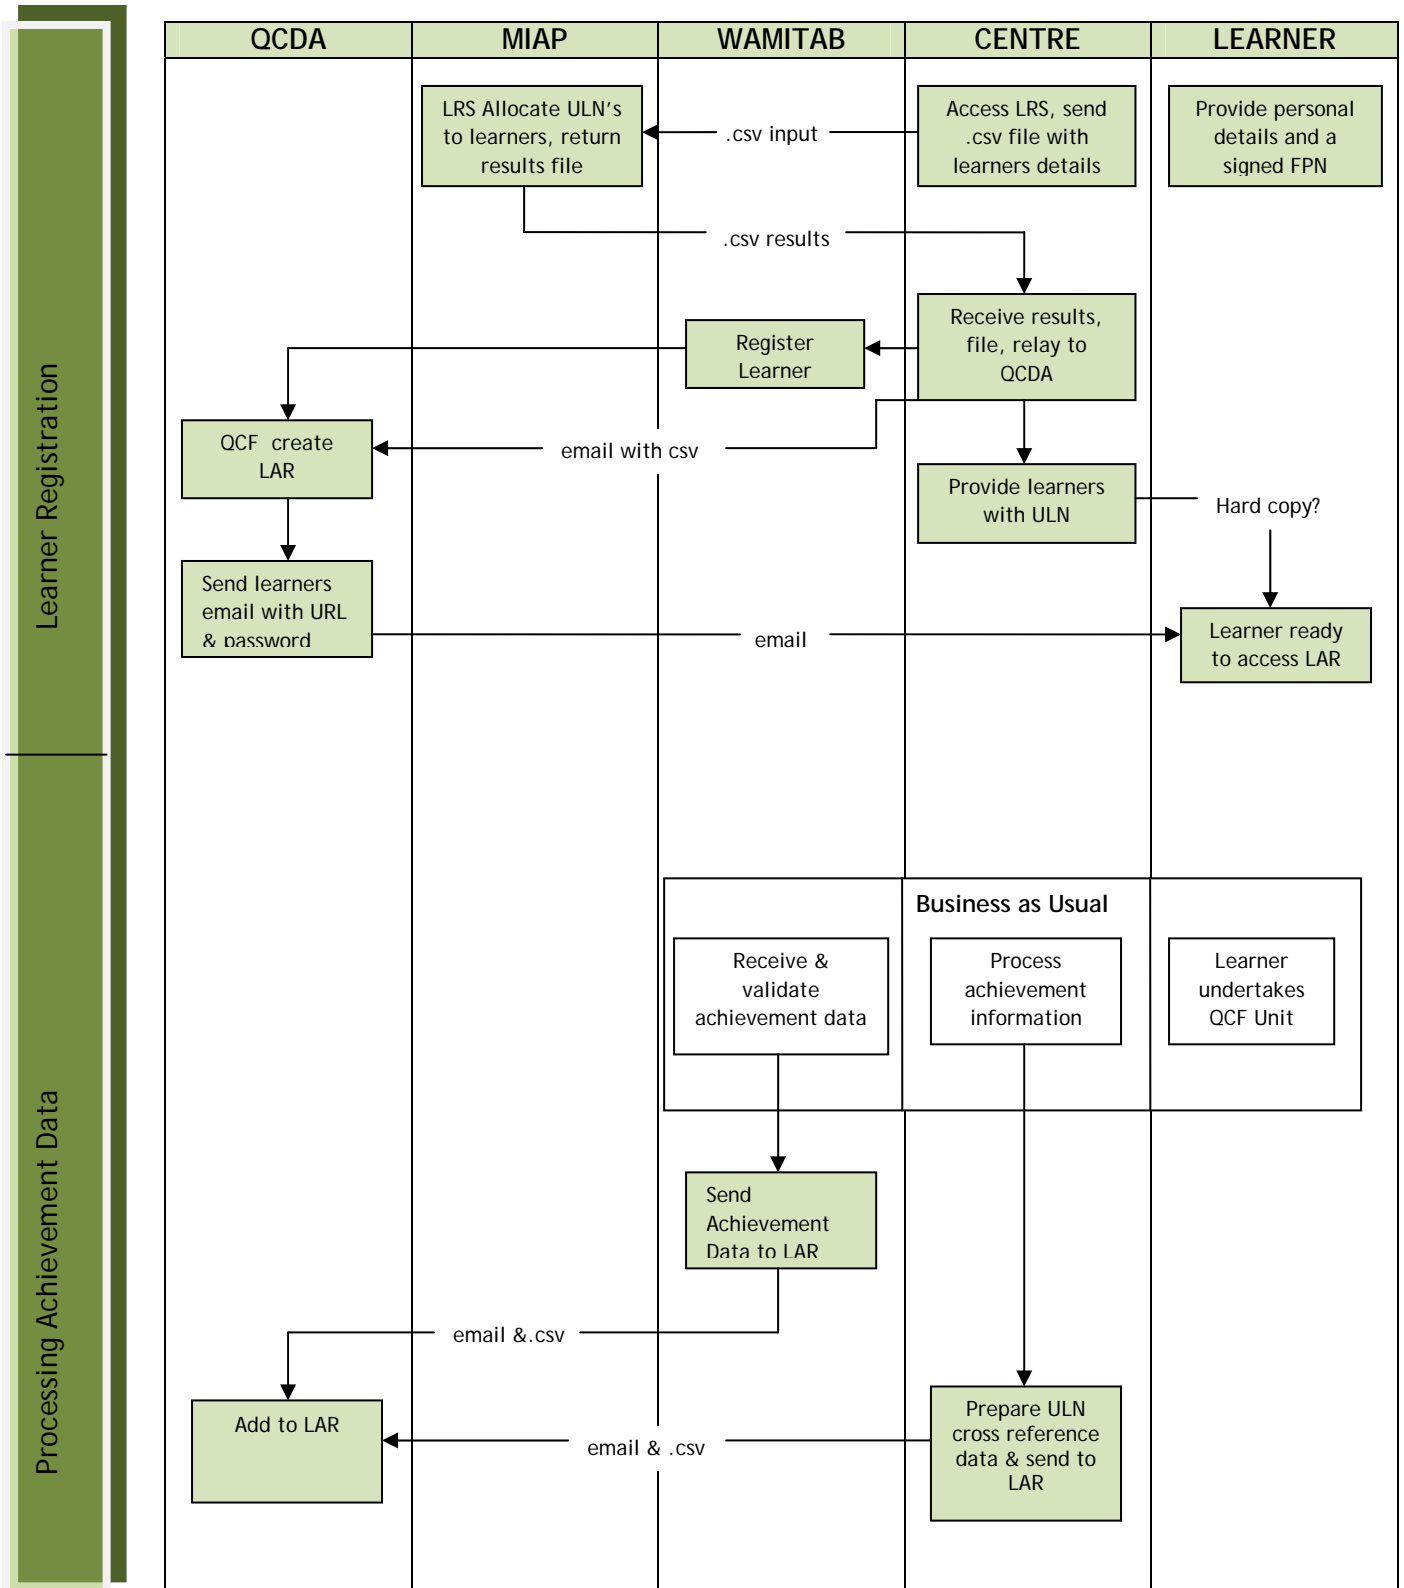 QCDA MIAP WAMITAB CENTRE LEARNER
Learner Registration
LRS Allocate ULN's
to learners, return
results file
.csv input
Access LRS, send
.csv file with
learners details
Provide personal
details and a
signed FPN
.csv results
Register
Learner
Receive results,
file, relay to
QCDA
QCF create
LAR
email with csv
Provide learners
with ULN
Hard copy?
Send learners
email with URL
& password
email
Learner ready
to access LAR
Processing Achievement Data
Business as Usual
Receive &
validate
achievement data
Process
achievement
information
Learner
undertakes
QCF Unit
Send
Achievement
Data to LAR
email &.csv
Add to LAR
email & .csv
Prepare ULN
cross reference
data & send to
LAR